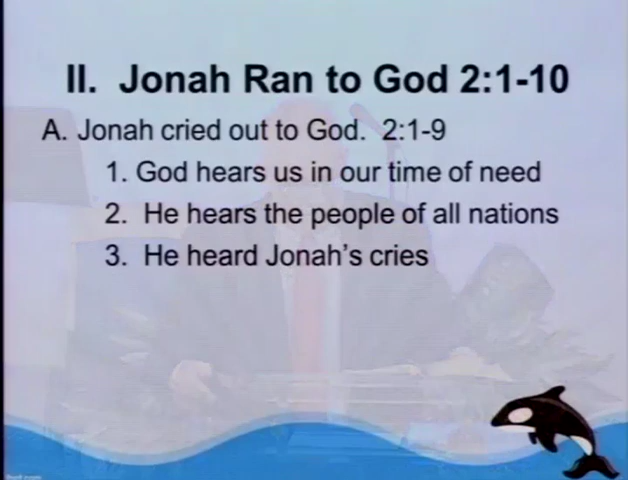 II. Jonah Ran to God 2:1-10
A. Jonah cried out to God. 2:1-9
1. God hears us in our time of need
2. He hears the people of all nations
3. He heard Jonah's cries